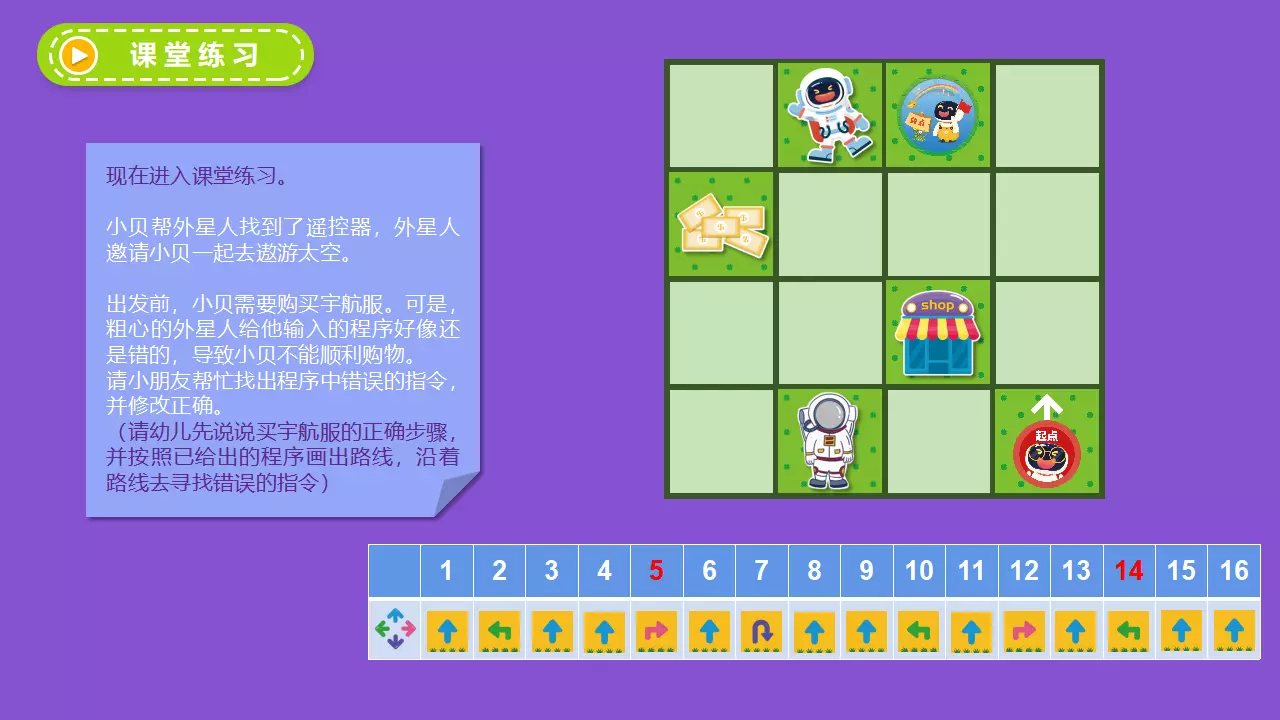 课堂练习
现在进入课堂练习。
小贝帮外星人找到了遥控器，外星人
邀请小贝一起去遨游太空。
出发前，小贝需要购买宇航服。可是，
粗心的外星人给他输入的程序好像还
是错的，导致小贝不能顺利购物。
请小朋友帮忙找出程序中错误的指令，
并修改正确。
（请幼儿先说说买宇航服的正确步骤，
并按照已给出的程序画出路线，沿着
路线去寻找错误的指令）
shop
起点
1 2 3 4 5 6 7 8 9 10 11 12 13 14 15 16